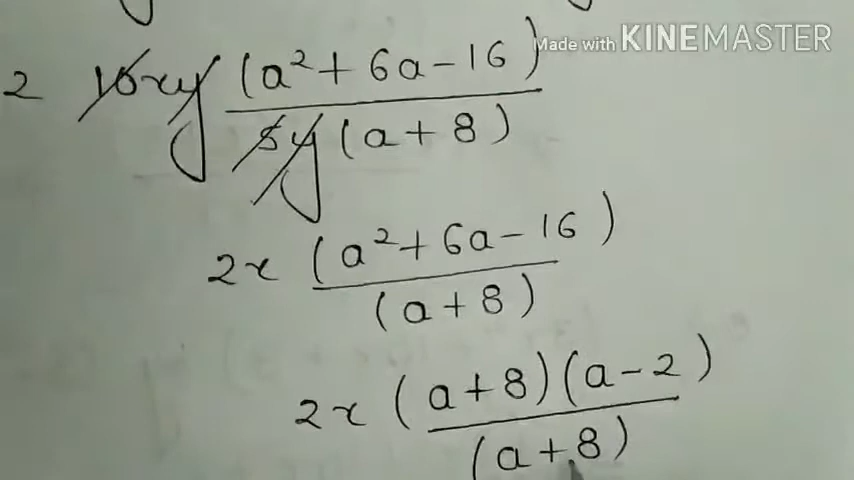 Made with KINEMASTER
2 10xy (a² + 6a - 16)
5y (a + 8)
2x (a² + 6a - 16)
(a + 8)
2x (a + 8)(a - 2)
(a + 8)